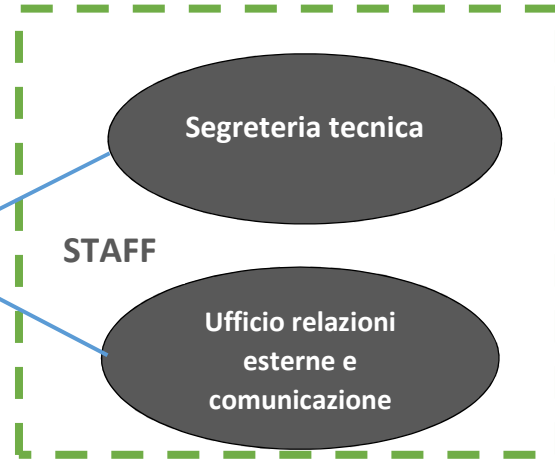 Segreteria tecnica
STAFF
Ufficio relazioni
esterne e
comunicazione